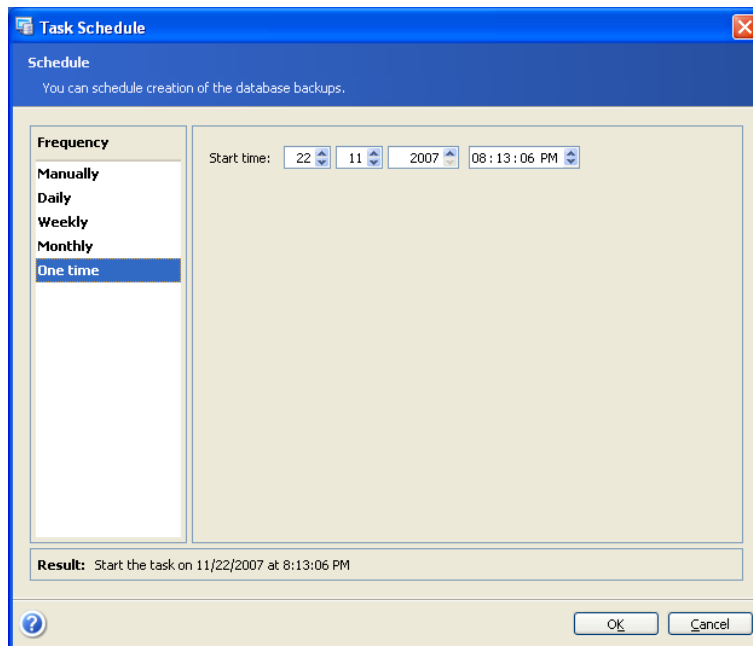 Task Schedule
Schedule
You can schedule creation of the database backups.
Frequency
Manually
Daily
Weekly
Monthly
One time
Start time: 22 11 2007 08:13:06 PM
Result: Start the task on 11/22/2007 at 8:13:06 PM
? OK Cancel